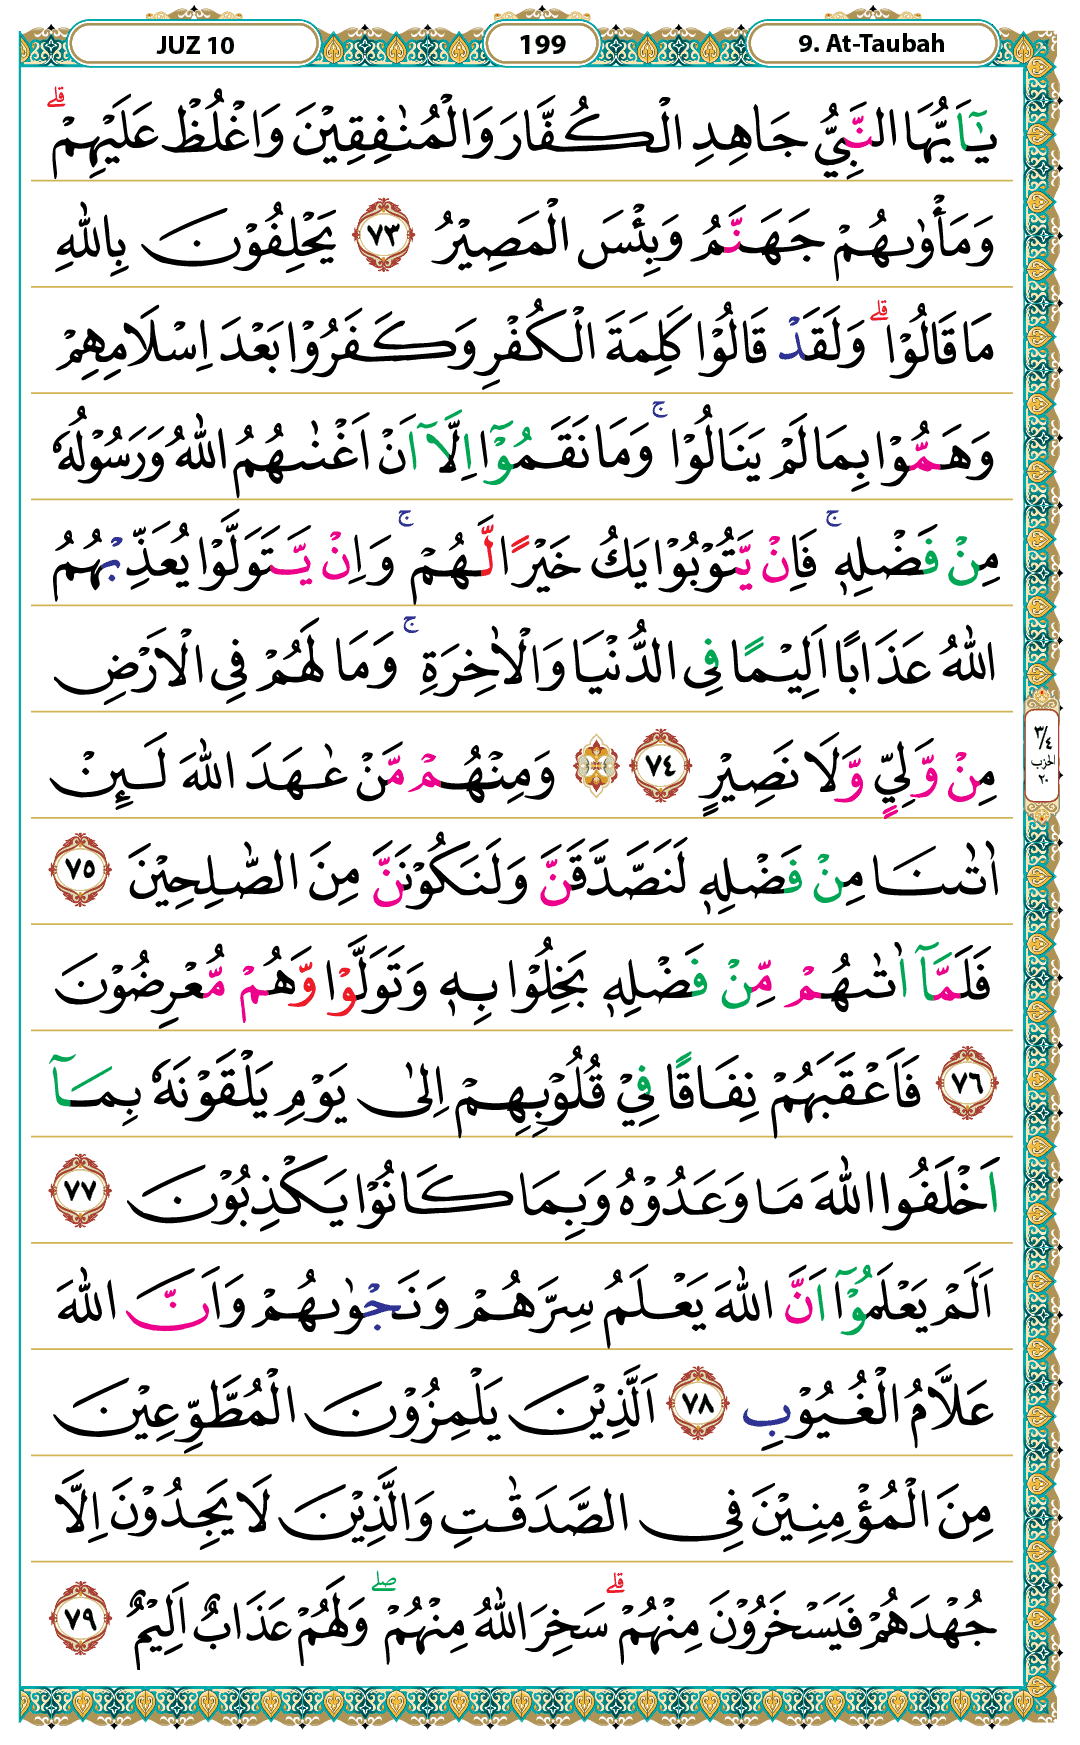 JUZ 10
199
9. At-Taubah
يٰٓاَيُّهَا النَّبِيُّ جَاهِدِ الْكُفَّارَ وَالْمُنٰفِقِيْنَ وَاغْلُظْ عَلَيْهِمْۗ
وَمَأْوٰىهُمْ جَهَنَّمُ وَبِئْسَ الْمَصِيْرُ ٧٣ يَحْلِفُوْنَ بِاللّٰهِ
مَا قَالُوْاۗ وَلَقَدْ قَالُوْا كَلِمَةَ الْكُفْرِ وَكَفَرُوْا بَعْدَ اِسْلَامِهِمْ
وَهَمُّوْا بِمَا لَمْ يَنَالُوْاۚ وَمَا نَقَمُوْٓا اِلَّآ اَنْ اَغْنٰىهُمُ اللّٰهُ وَرَسُوْلُهٗ
مِنْ فَضْلِهٖۚ فَاِنْ يَّتُوْبُوْا يَكُ خَيْرًا لَّهُمْۚ وَاِنْ يَّتَوَلَّوْا يُعَذِّبْهُمُ
اللّٰهُ عَذَابًا اَلِيْمًا فِى الدُّنْيَا وَالْاٰخِرَةِۚ وَمَا لَهُمْ فِى الْاَرْضِ
مِنْ وَّلِيٍّ وَّلَا نَصِيْرٍ ٧٤ ۞ وَمِنْهُمْ مَّنْ عٰهَدَ اللّٰهَ لَىِٕنْ
اٰتٰىنَا مِنْ فَضْلِهٖ لَنَصَّدَّقَنَّ وَلَنَكُوْنَنَّ مِنَ الصّٰلِحِيْنَ ٧٥
فَلَمَّآ اٰتٰىهُمْ مِّنْ فَضْلِهٖ بَخِلُوْا بِهٖ وَتَوَلَّوْا وَّهُمْ مُّعْرِضُوْنَ
٧٦ فَاَعْقَبَهُمْ نِفَاقًا فِيْ قُلُوْبِهِمْ اِلٰى يَوْمِ يَلْقَوْنَهٗ بِمَآ
اَخْلَفُوا اللّٰهَ مَا وَعَدُوْهُ وَبِمَا كَانُوْا يَكْذِبُوْنَ ٧٧
اَلَمْ يَعْلَمُوْٓا اَنَّ اللّٰهَ يَعْلَمُ سِرَّهُمْ وَنَجْوٰىهُمْ وَاَنَّ اللّٰهَ
عَلَّامُ الْغُيُوْبِ ٧٨ اَلَّذِيْنَ يَلْمِزُوْنَ الْمُطَّوِّعِيْنَ
مِنَ الْمُؤْمِنِيْنَ فِى الصَّدَقٰتِ وَالَّذِيْنَ لَا يَجِدُوْنَ اِلَّا
جُهْدَهُمْ فَيَسْخَرُوْنَ مِنْهُمْۗ سَخِرَ اللّٰهُ مِنْهُمْۖ وَلَهُمْ عَذَابٌ اَلِيْمٌ ٧٩
٣/٤
الحزب
٢٠